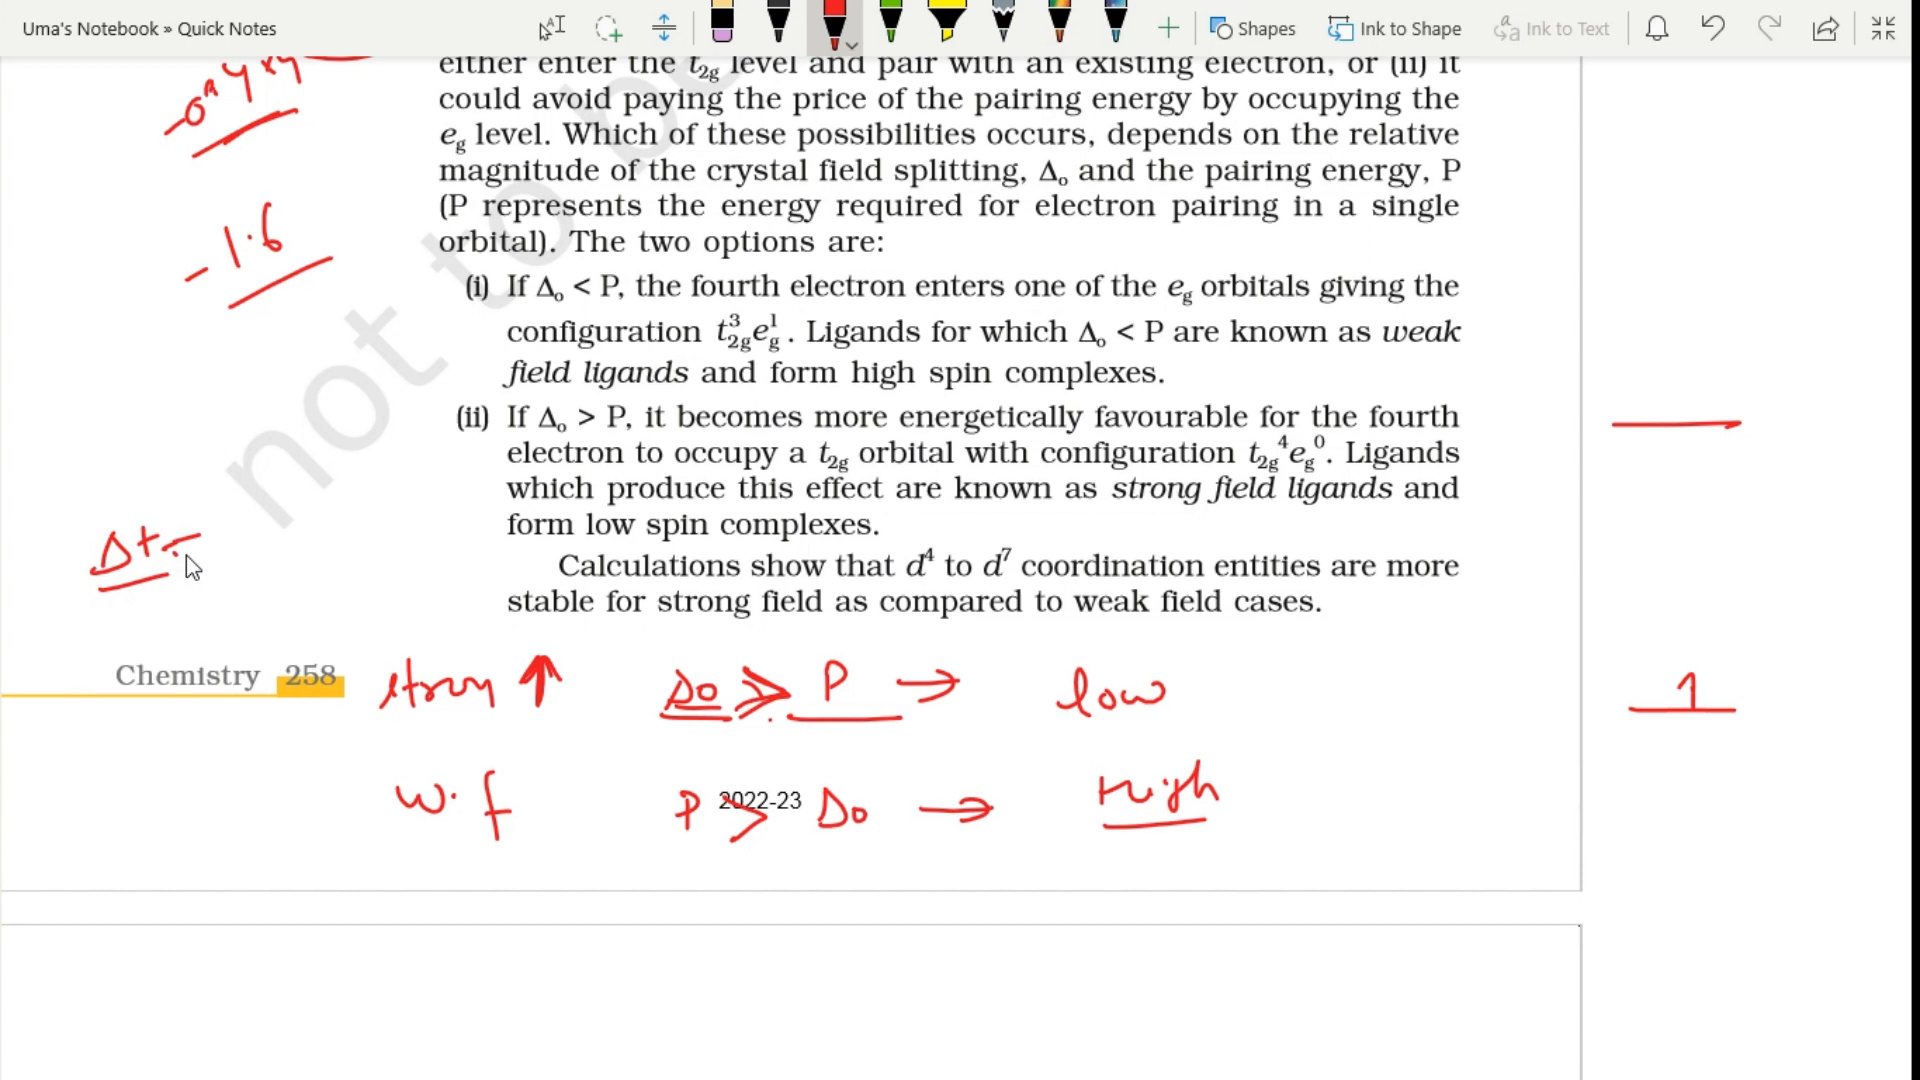 Uma's Notebook » Quick Notes
Shapes
Ink to Shape
Ink to Text
either enter the t2g level and pair with an existing electron, or (ii) it
could avoid paying the price of the pairing energy by occupying the
eg level. Which of these possibilities occurs, depends on the relative
magnitude of the crystal field splitting, Δo and the pairing energy, P
(P represents the energy required for electron pairing in a single
orbital). The two options are:
(i) If Δo < P, the fourth electron enters one of the eg orbitals giving the
configuration t2g³eg¹. Ligands for which Δo < P are known as weak
field ligands and form high spin complexes.
(ii) If Δo > P, it becomes more energetically favourable for the fourth
electron to occupy a t2g orbital with configuration t2g⁴eg⁰. Ligands
which produce this effect are known as strong field ligands and
form low spin complexes.
Calculations show that d⁴ to d⁷ coordination entities are more
stable for strong field as compared to weak field cases.
not to be
-1.6
Δt
Chemistry 258
strong ↑ Δo > P → low
1
w.f P > Δo → High
2022-23